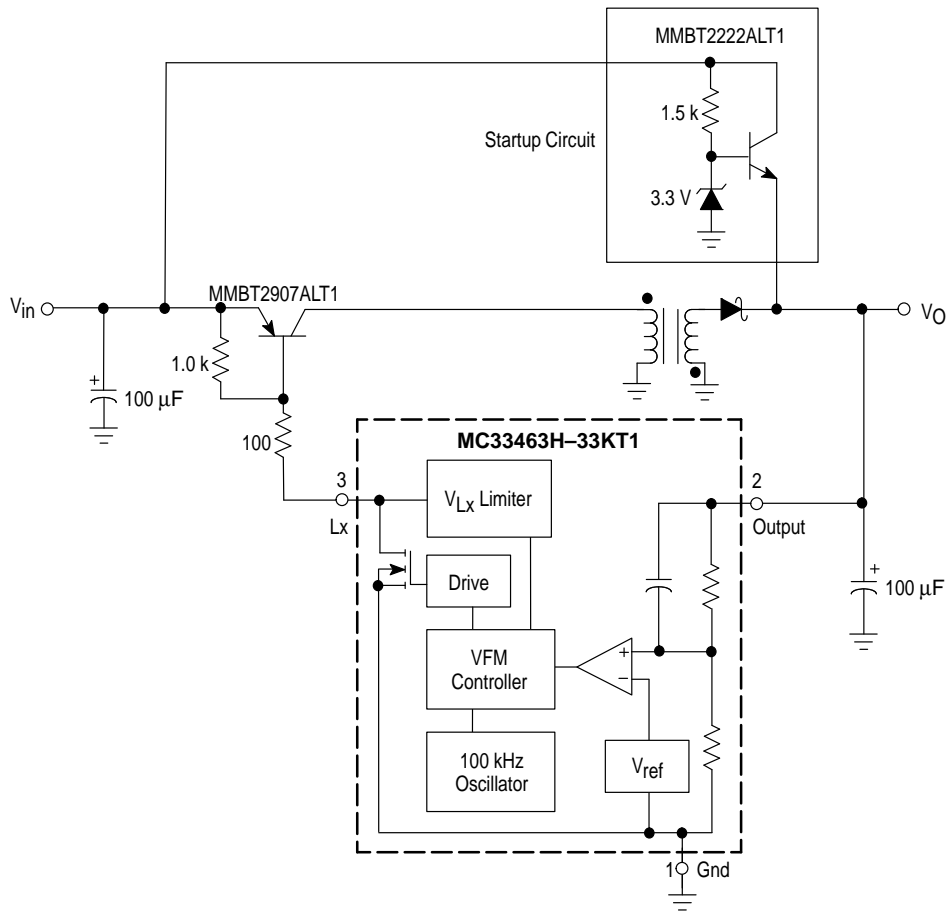 MMBT2222ALT1
1.5 k
Startup Circuit
3.3 V
Vin
MMBT2907ALT1
VO
1.0 k
+
100 µF
100
MC33463H–33KT1
3
VLx Limiter
2
Lx
Output
Drive
+
100 µF
VFM
Controller
+
–
100 kHz
Oscillator
Vref
1
Gnd